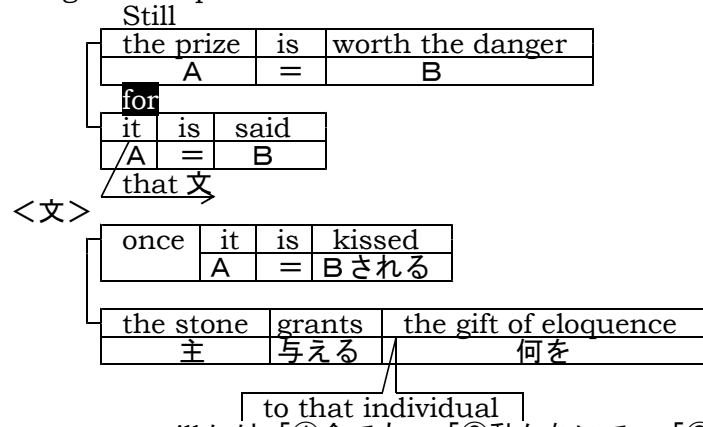 Still
the prize is worth the danger
A = B
for
it is said
A = B
that 文
＜文＞
once it is kissed
A = Bされる
the stone grants the gift of eloquence
主 与える 何を
to that individual